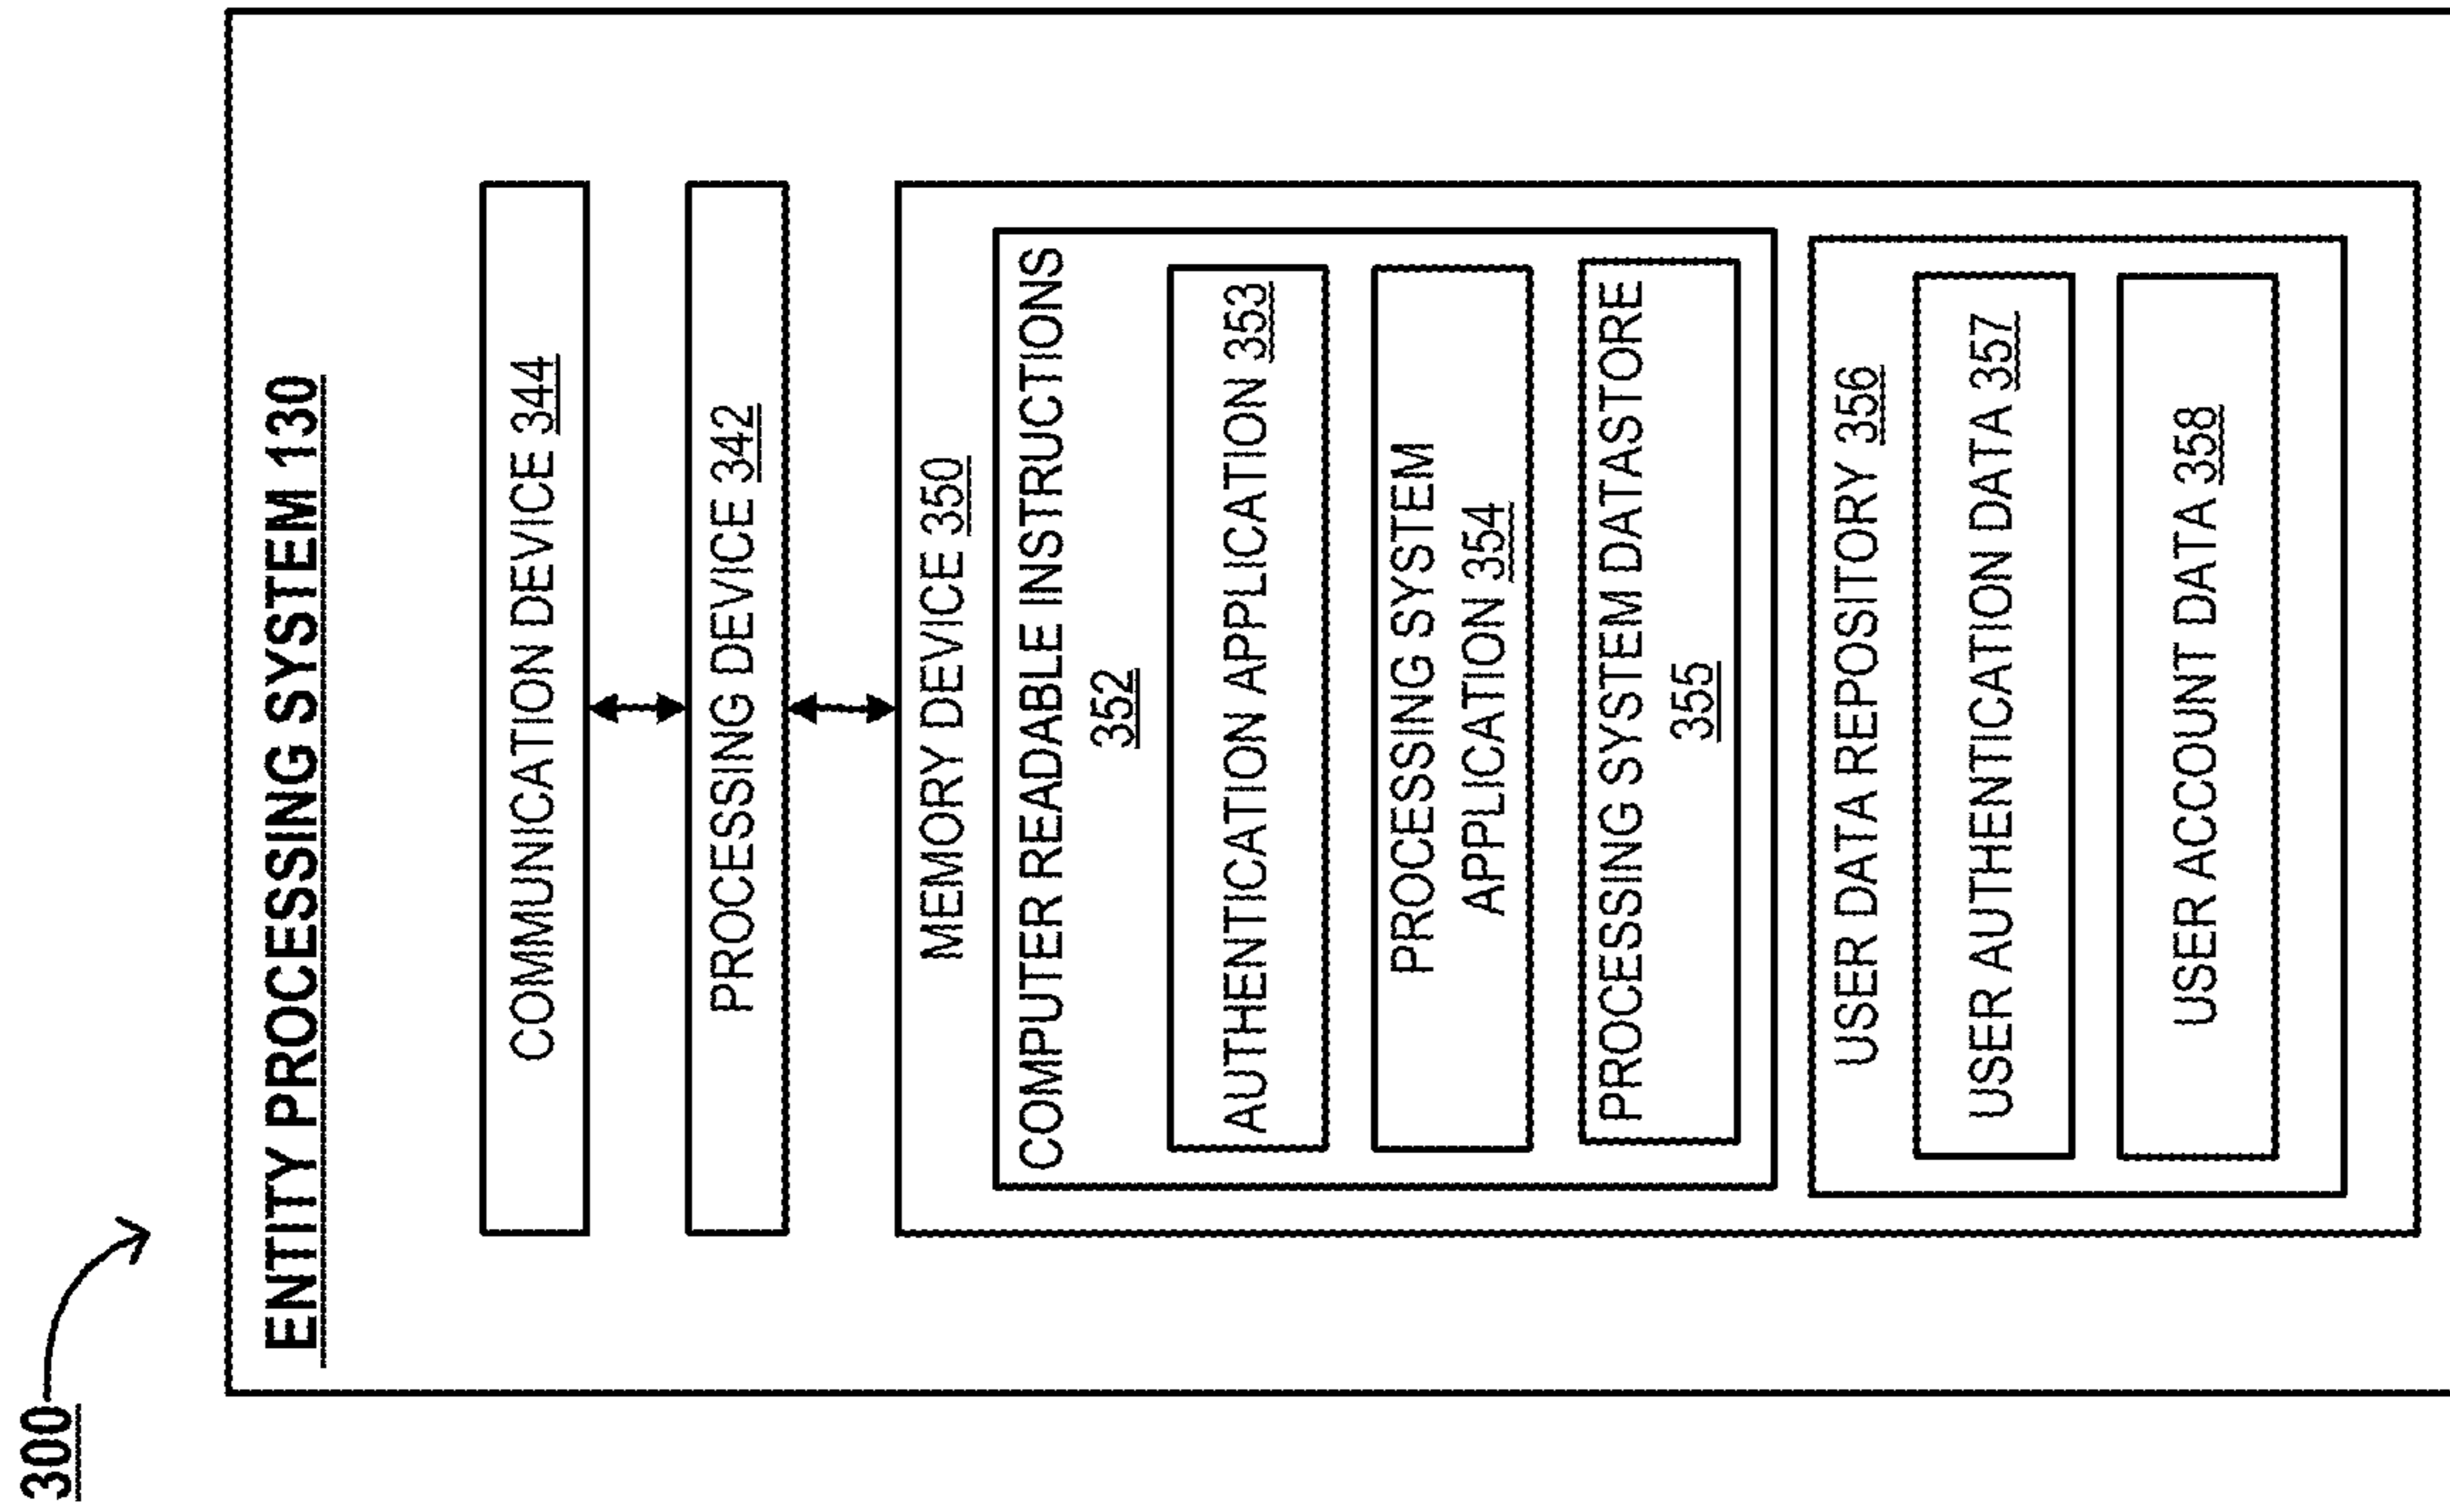 300
ENTITY PROCESSING SYSTEM 130
COMMUNICATION DEVICE 344
PROCESSING DEVICE 342
MEMORY DEVICE 350
COMPUTER READABLE INSTRUCTIONS
352
AUTHENTICATION APPLICATION 353
PROCESSING SYSTEM
APPLICATION 354
PROCESSING SYSTEM DATASTORE
355
USER DATA REPOSITORY 356
USER AUTHENTICATION DATA 357
USER ACCOUNT DATA 358